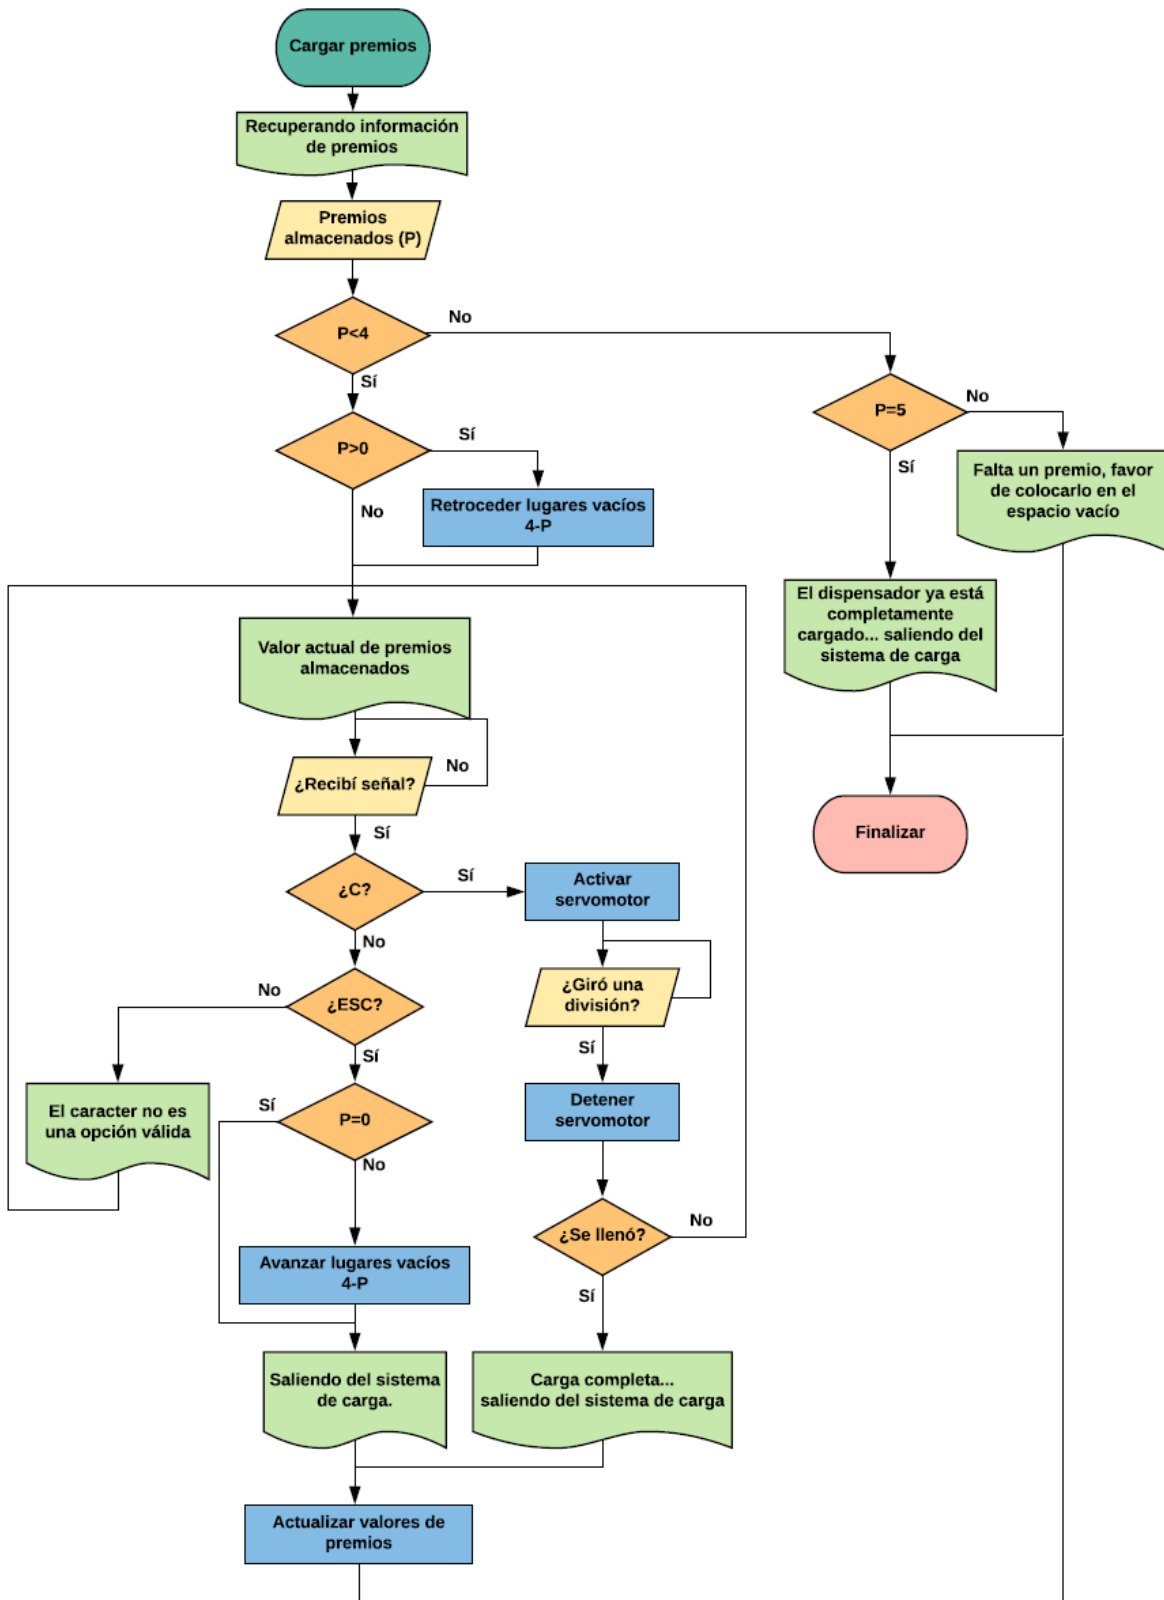 Cargar premios
Recuperando información
de premios
Premios
almacenados (P)
P<4
No
Sí
P=5
No
Sí
P>0
Sí
No
Retroceder lugares vacíos
4-P
Falta un premio, favor
de colocarlo en el
espacio vacío
El dispensador ya está
completamente
cargado... saliendo del
sistema de carga
Valor actual de premios
almacenados
¿Recibí señal?
No
Sí
Finalizar
¿C?
Sí
No
Activar
servomotor
¿ESC?
No
Sí
¿Giró una
división?
Sí
El caracter no es
una opción válida
P=0
Sí
No
Detener
servomotor
¿Se llenó?
No
Sí
Avanzar lugares vacíos
4-P
Saliendo del sistema
de carga.
Carga completa...
saliendo del sistema de carga
Actualizar valores de
premios